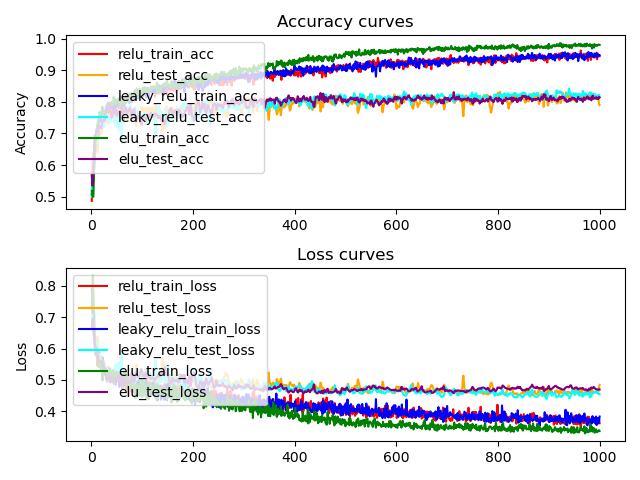 Accuracy curves
1.0
0.9
0.8
0.7
0.6
0.5
Accuracy
relu_train_acc
relu_test_acc
leaky_relu_train_acc
leaky_relu_test_acc
elu_train_acc
elu_test_acc
0 200 400 600 800 1000
Loss curves
0.8
0.7
0.6
0.5
0.4
Loss
relu_train_loss
relu_test_loss
leaky_relu_train_loss
leaky_relu_test_loss
elu_train_loss
elu_test_loss
0 200 400 600 800 1000